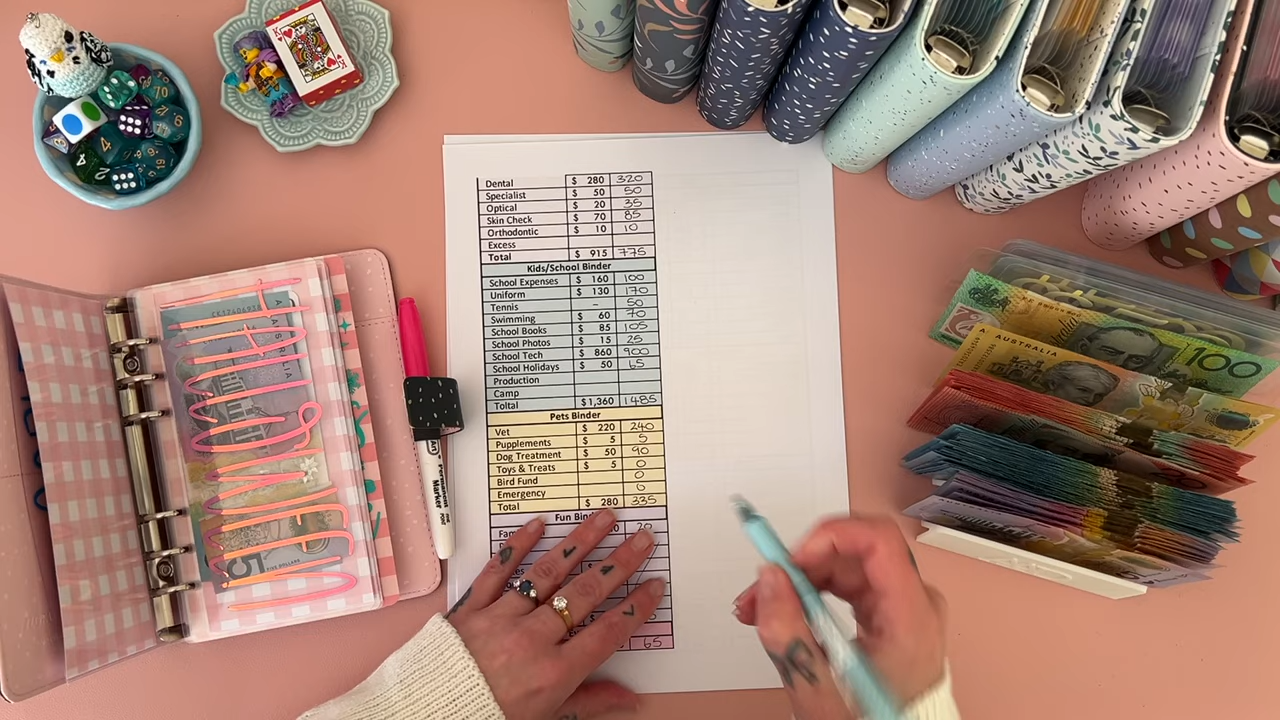 Dental $ 280 320
Specialist $ 50 50
Optical $ 20 35
Skin Check $ 70 85
Orthodontic $ 10 10
Excess
Total $ 915 775
Kids/School Binder
School Expenses $ 160 100
Uniform $ 130 170
Tennis – 50
Swimming $ 60 70
School Books $ 85 105
School Photos $ 15 25
School Tech $ 860 900
School Holidays $ 50 65
Production
Camp
Toltal $ 1,360 1485
Pets Binder
Vet $ 220 240
Pupplements $ 5 5
Dog Treatment $ 50 90
Toys & Treats $ 5 0
Bird Fund 0
Emergency 0
Total $ 280 335
Fun
20
65
AUSTRALIA
100
Permanent
Marker
K